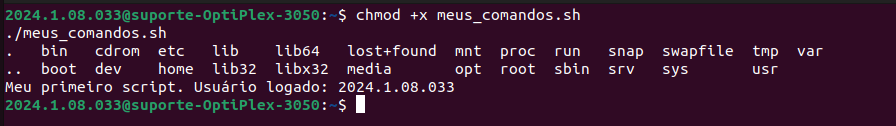 2024.1.08.033@suporte-OptiPlex-3050:~$ chmod +x meus_comandos.sh
./meus_comandos.sh
.   bin   cdrom  etc   lib    lib64   lost+found  mnt  proc  run   snap  swapfile  tmp  var
..  boot  dev    home  lib32  libx32  media       opt  root  sbin  srv   sys       usr
Meu primeiro script. Usuário logado: 2024.1.08.033
2024.1.08.033@suporte-OptiPlex-3050:~$